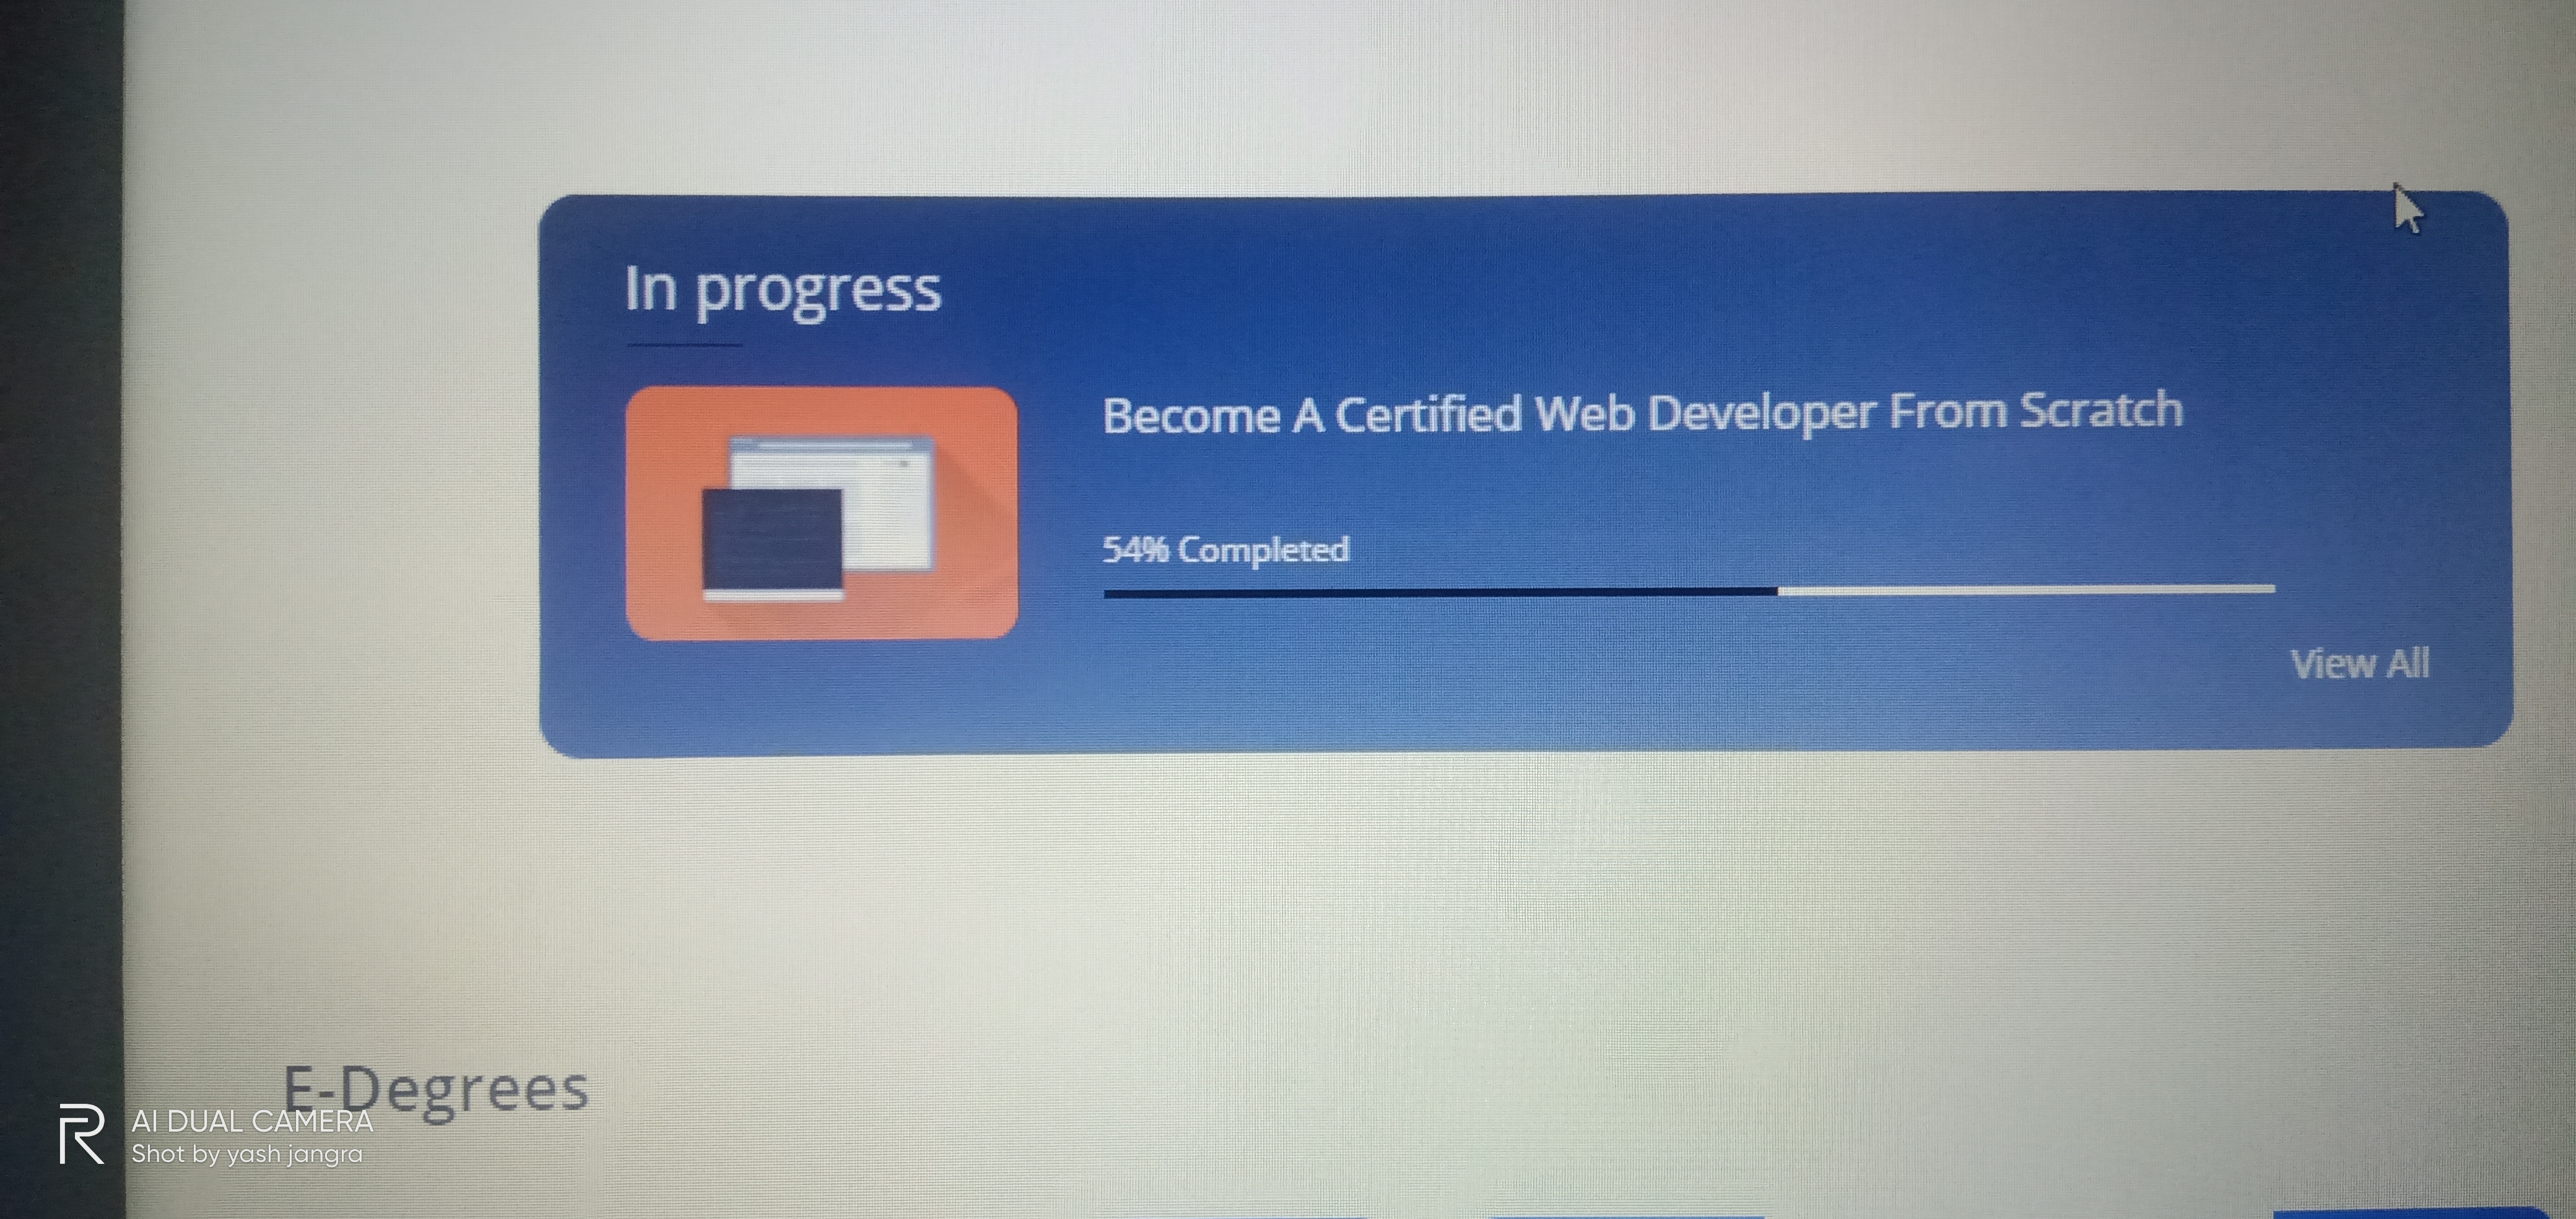 In progress
Become A Certified Web Developer From Scratch
54% Completed
View All
E-Degrees
AI DUAL CAMERA
Shot by yash jangra